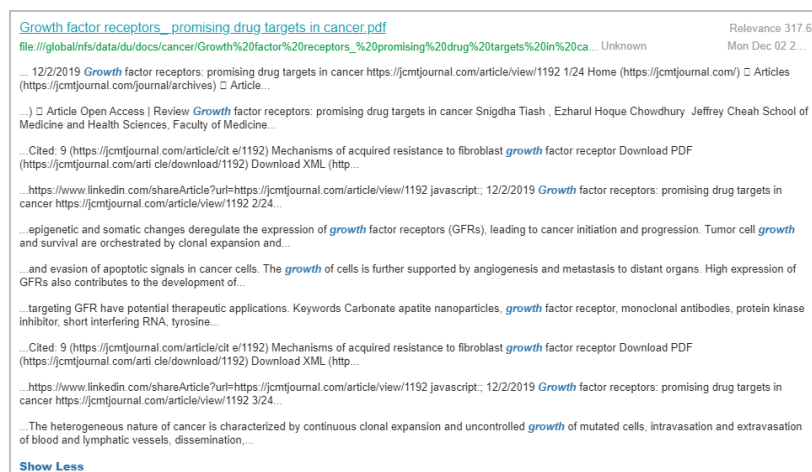 Growth factor receptors_ promising drug targets in cancer.pdf Relevance 317.6
file:///global/nfs/data/du/docs/cancer/Growth%20factor%20receptors_%20promising%20drug%20targets%20in%20ca... Unknown Mon Dec 02 2...
... 12/2/2019 Growth factor receptors: promising drug targets in cancer https://jcmtjournal.com/article/view/1192 1/24 Home (https://jcmtjournal.com/) □ Articles
(https://jcmtjournal.com/journal/archives) □ Article...
...) □ Article Open Access | Review Growth factor receptors: promising drug targets in cancer Snigdha Tiash , Ezharul Hoque Chowdhury Jeffrey Cheah School of
Medicine and Health Sciences, Faculty of Medicine...
...Cited: 9 (https://jcmtjournal.com/article/cit e/1192) Mechanisms of acquired resistance to fibroblast growth factor receptor Download PDF
(https://jcmtjournal.com/arti cle/download/1192) Download XML (http...
...https://www.linkedin.com/shareArticle?url=https://jcmtjournal.com/article/view/1192 javascript:; 12/2/2019 Growth factor receptors: promising drug targets in
cancer https://jcmtjournal.com/article/view/1192 2/24...
...epigenetic and somatic changes deregulate the expression of growth factor receptors (GFRs), leading to cancer initiation and progression. Tumor cell growth
and survival are orchestrated by clonal expansion and...
...and evasion of apoptotic signals in cancer cells. The growth of cells is further supported by angiogenesis and metastasis to distant organs. High expression of
GFRs also contributes to the development of...
...targeting GFR have potential therapeutic applications. Keywords Carbonate apatite nanoparticles, growth factor receptor, monoclonal antibodies, protein kinase
inhibitor, short interfering RNA, tyrosine...
...Cited: 9 (https://jcmtjournal.com/article/cit e/1192) Mechanisms of acquired resistance to fibroblast growth factor receptor Download PDF
(https://jcmtjournal.com/arti cle/download/1192) Download XML (http...
...https://www.linkedin.com/shareArticle?url=https://jcmtjournal.com/article/view/1192 javascript:; 12/2/2019 Growth factor receptors: promising drug targets in
cancer https://jcmtjournal.com/article/view/1192 3/24...
...The heterogeneous nature of cancer is characterized by continuous clonal expansion and uncontrolled growth of mutated cells, intravasation and extravasation
of blood and lymphatic vessels, dissemination,...
Show Less